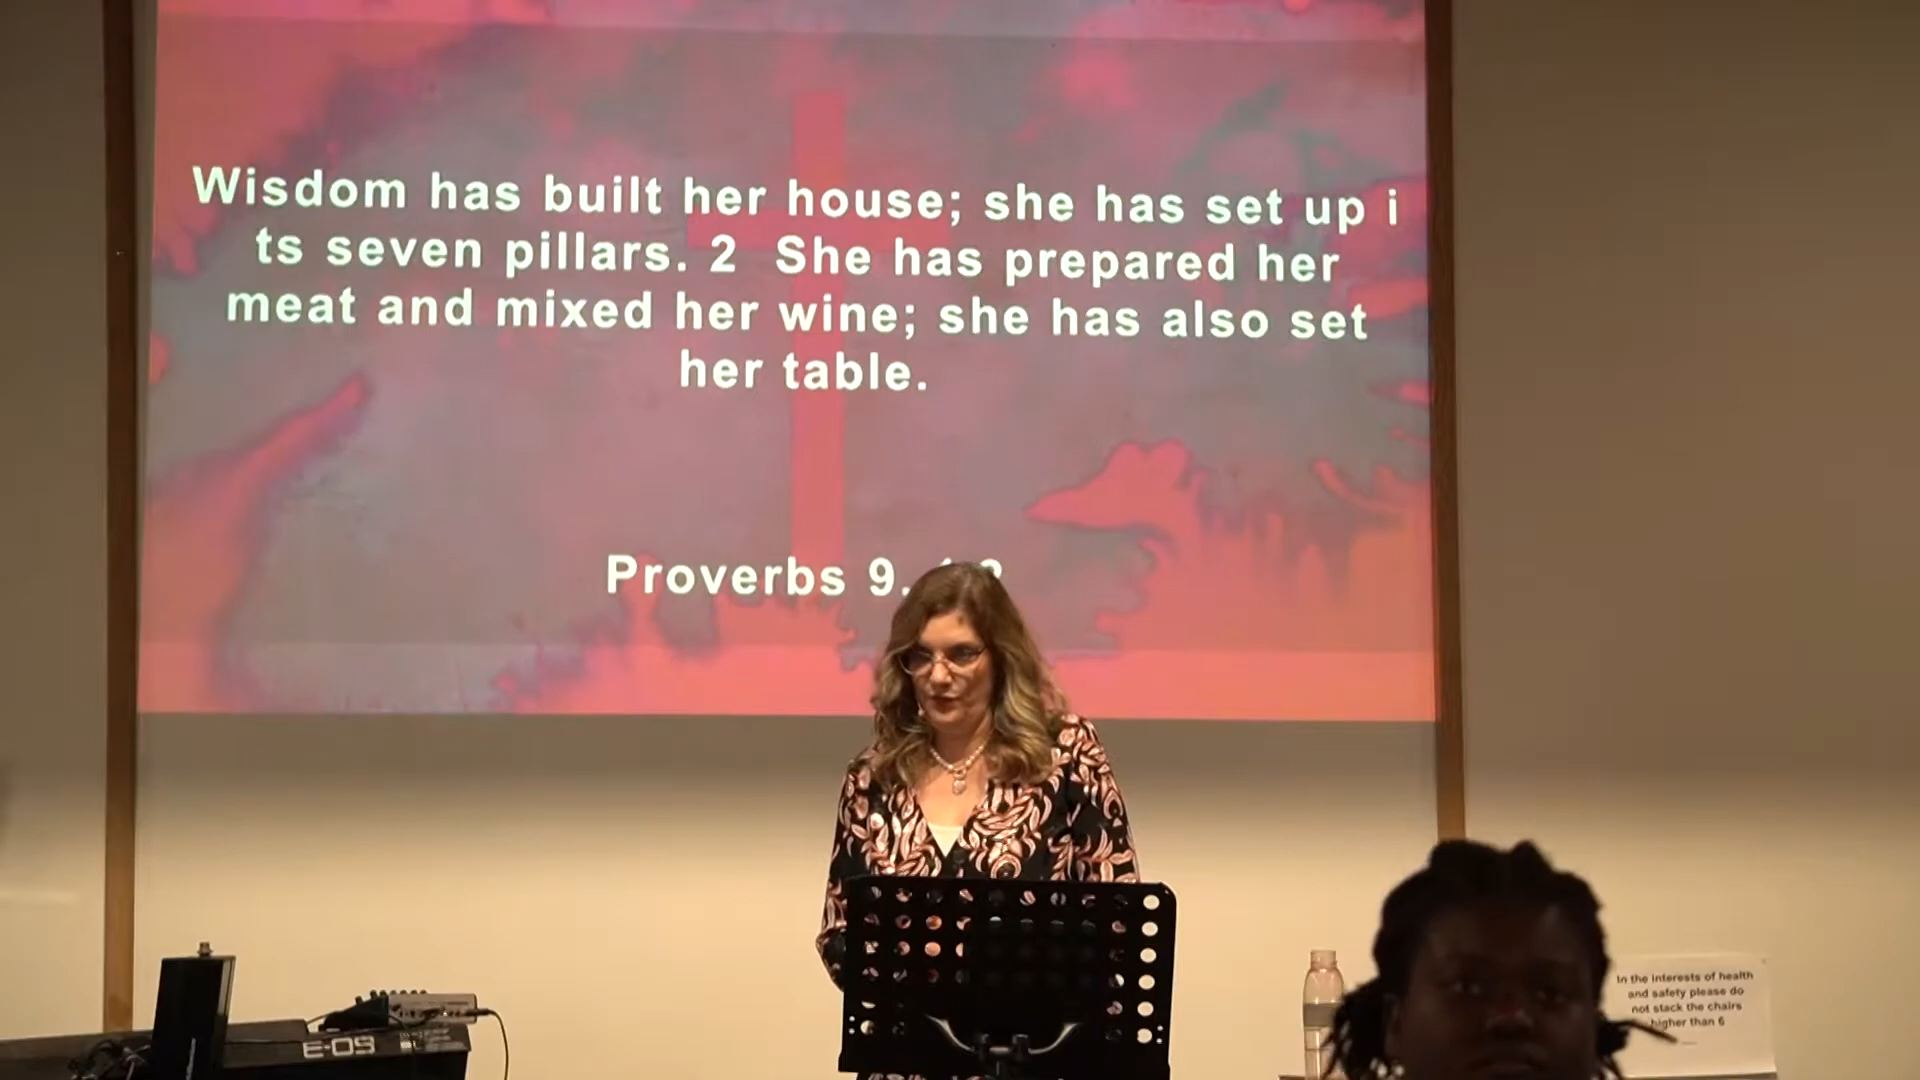 Wisdom has built her house; she has set up i
ts seven pillars. 2 She has prepared her
meat and mixed her wine; she has also set
her table.
Proverbs 9.
E-09
In the interests of health
and safety please do
not stack the chairs
higher than 6